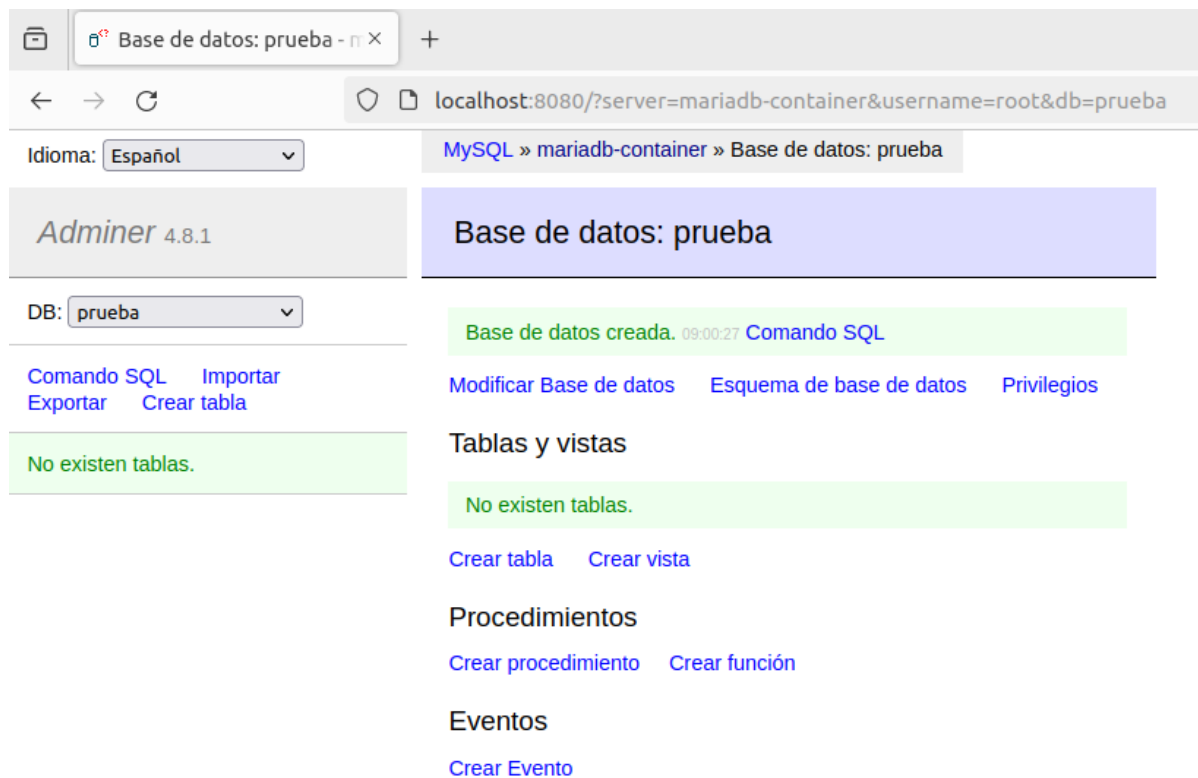 Base de datos: prueba - m
localhost:8080/?server=mariadb-container&username=root&db=prueba
Idioma: Español
MySQL » mariadb-container » Base de datos: prueba
Adminer 4.8.1
Base de datos: prueba
DB: prueba
Base de datos creada. 09:00:27 Comando SQL
Comando SQL Importar
Exportar Crear tabla
Modificar Base de datos Esquema de base de datos Privilegios
No existen tablas.
Tablas y vistas
No existen tablas.
Crear tabla Crear vista
Procedimientos
Crear procedimiento Crear función
Eventos
Crear Evento